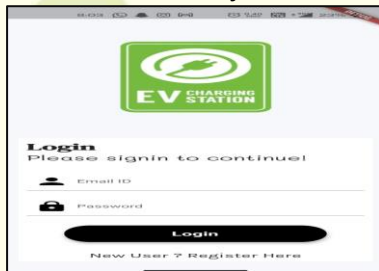 EV CHARGING
STATION
Login
Please signin to continue!
Email ID
Password
Login
New User ? Register Here